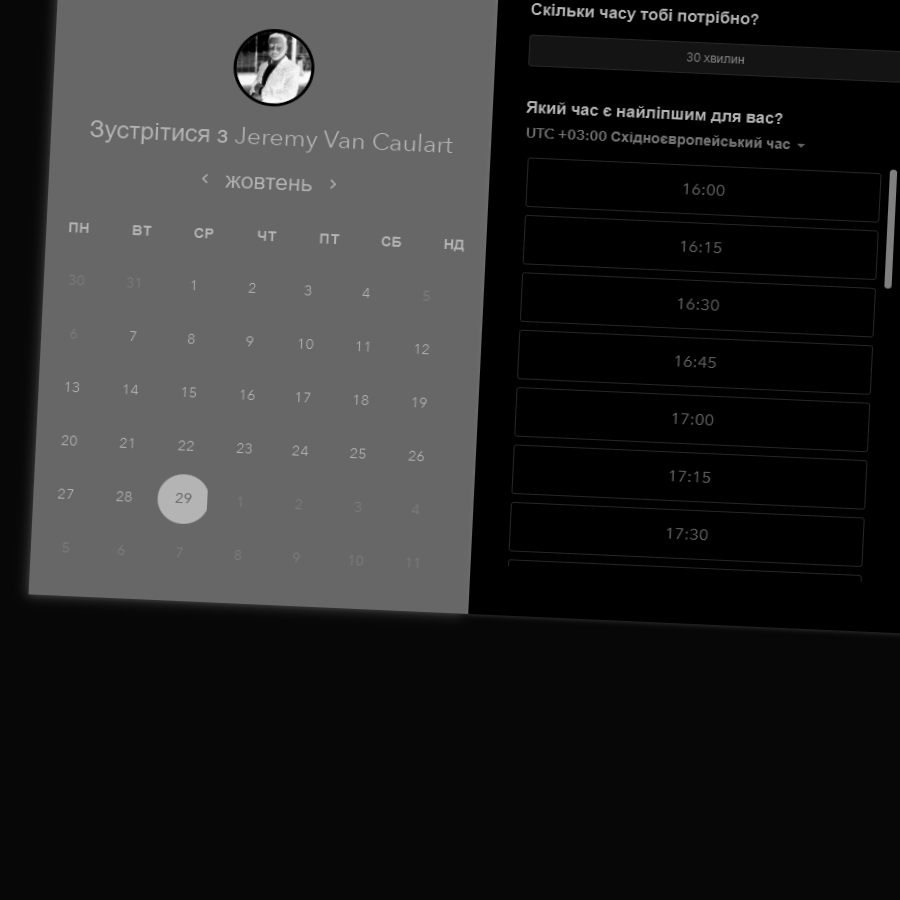 Зустрітися з Jeremy Van Caulart
жовтень
ПН ВТ СР ЧТ ПТ СБ НД
30 31 1 2 3 4 5
6 7 8 9 10 11 12
13 14 15 16 17 18 19
20 21 22 23 24 25 26
27 28 29 1 2 3 4
5 6 7 8 9 10 11
Скільки часу тобі потрібно?
30 хвилин
Який час є найліпшим для вас?
UTC +03:00 Східноєвропейський час
16:00
16:15
16:30
16:45
17:00
17:15
17:30